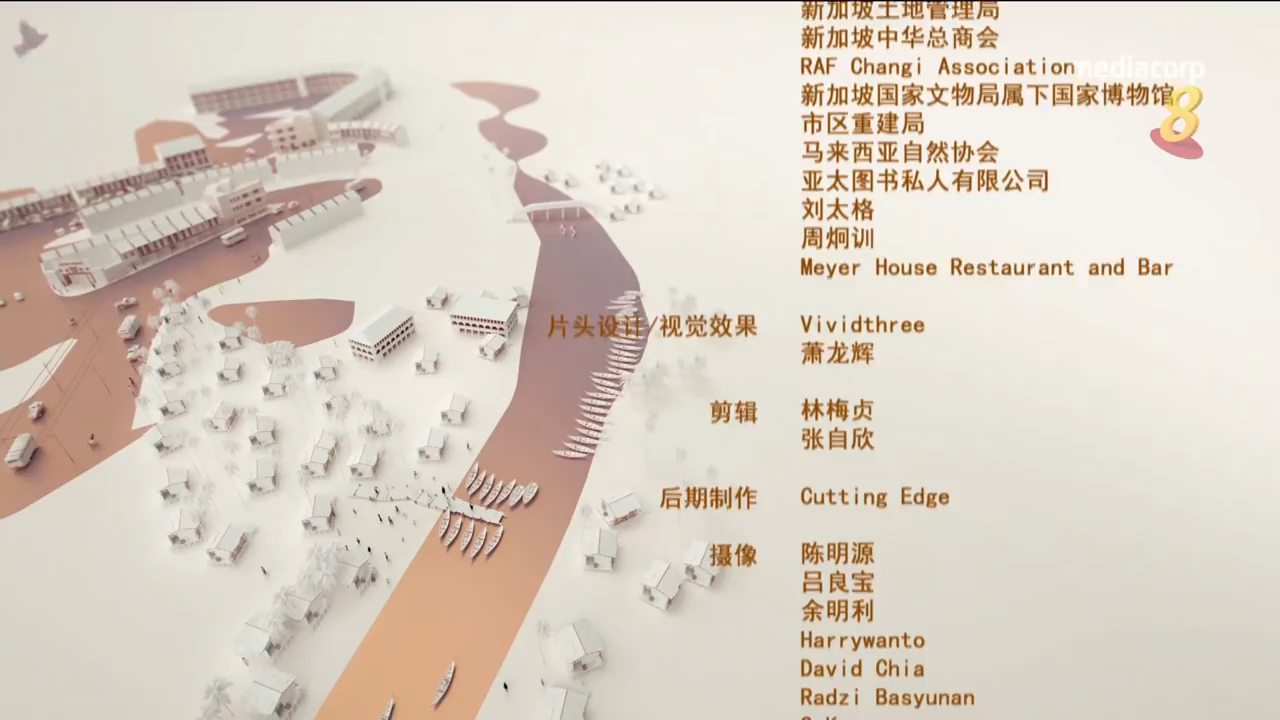 新加坡土地管理局
新加坡中华总商会
RAF Changi Association
mediacorp
新加坡国家文物局属下国家博物馆
8
市区重建局
马来西亚自然协会
亚太图书私人有限公司
刘太格
周炯训
Meyer House Restaurant and Bar
片头设计/视觉效果 Vividthree
萧龙辉
剪辑 林梅贞
张自欣
后期制作 Cutting Edge
摄像 陈明源
吕良宝
余明利
Harrywanto
David Chia
Radzi Basyunan